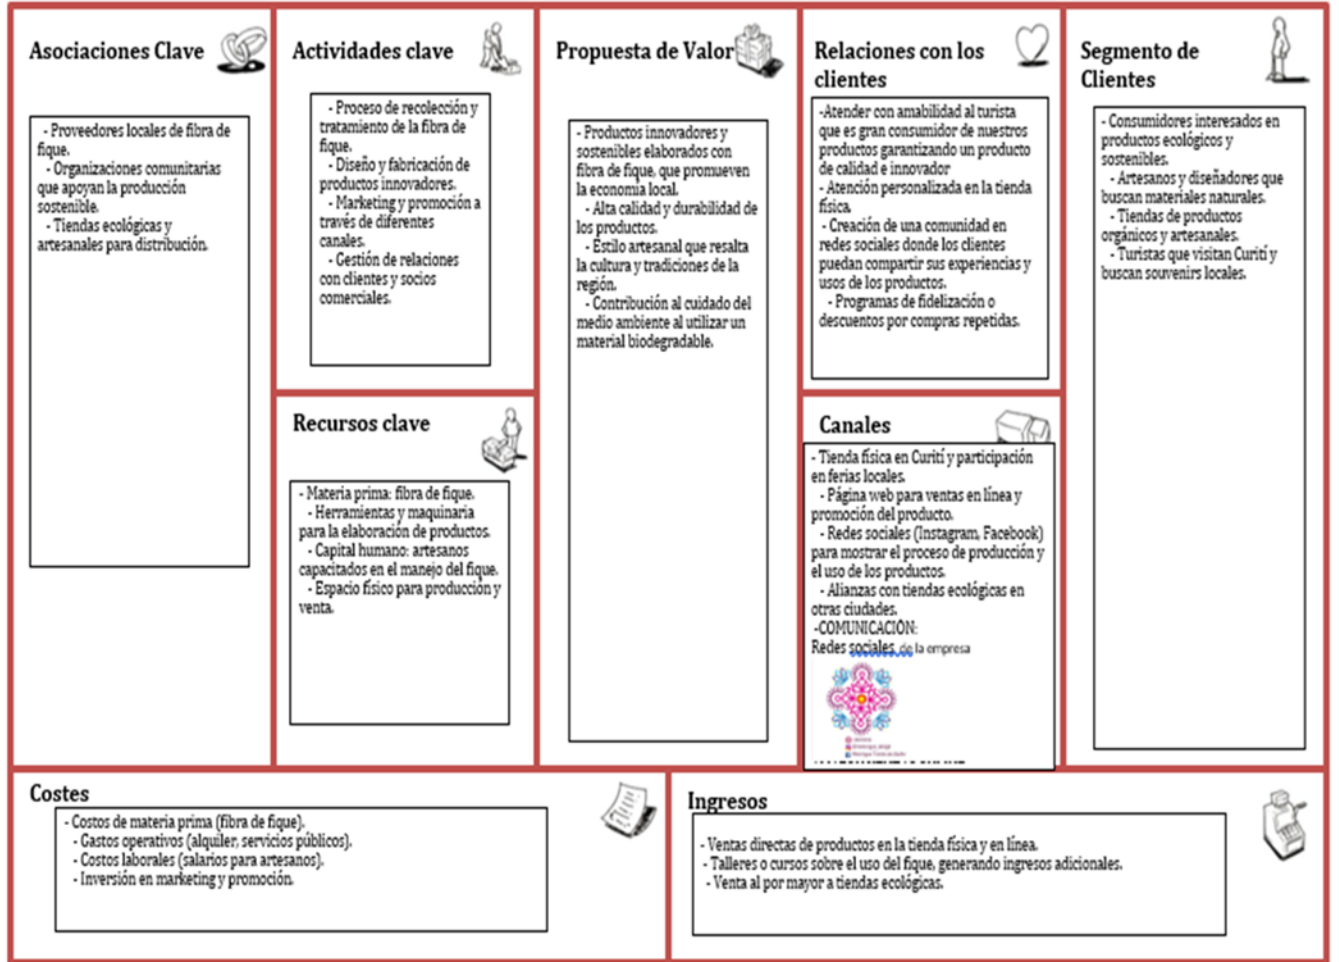 Asociaciones Clave
- Proveedores locales de fibra de
fique.
- Organizaciones comunitarias
que apoyan la producción
sostenible.
- Tiendas ecológicas y
artesanales para distribución.
Actividades clave
- Proceso de recolección y
tratamiento de la fibra de
fique.
- Diseño y fabricación de
productos innovadores.
- Marketing y promoción a
través de diferentes
canales.
- Gestión de relaciones
con clientes y socios
comerciales.
Recursos clave
- Materia prima: fibra de fique.
- Herramientas y maquinaria
para la elaboración de productos.
- Capital humano: artesanos
capacitados en el manejo del fique.
- Espacio físico para producción y
venta.
Propuesta de Valor
- Productos innovadores y
sostenibles elaborados con
fibra de fique, que promueven
la economía local.
- Alta calidad y durabilidad de
los productos.
- Estilo artesanal que resalta
la cultura y tradiciones de la
región.
- Contribución al cuidado del
medio ambiente al utilizar un
material biodegradable.
Relaciones con los
clientes
-Atender con amabilidad al turista
que es gran consumidor de nuestros
productos garantizando un producto
de calidad e innovador
- Atención personalizada en la tienda
física.
- Creación de una comunidad en
redes sociales donde los clientes
puedan compartir sus experiencias y
usos de los productos.
- Programas de fidelización o
descuentos por compras repetidas.
Canales
- Tienda física en Curití y participación
en ferias locales.
- Página web para ventas en línea y
promoción del producto.
- Redes sociales (Instagram, Facebook)
para mostrar el proceso de producción y
el uso de los productos.
- Alianzas con tiendas ecológicas en
otras ciudades.
-COMUNICACIÓN:
Redes sociales de la empresa
Segmento de
Clientes
- Consumidores interesados en
productos ecológicos y
sostenibles.
- Artesanos y diseñadores que
buscan materiales naturales.
- Tiendas de productos
orgánicos y artesanales.
- Turistas que visitan Curití y
buscan souvenirs locales.
Costes
- Costos de materia prima (fibra de fique).
- Gastos operativos (alquiler, servicios públicos).
- Costos laborales (salarios para artesanos).
- Inversión en marketing y promoción.
Ingresos
- Ventas directas de productos en la tienda física y en línea.
- Talleres o cursos sobre el uso del fique, generando ingresos adicionales.
- Venta al por mayor a tiendas ecológicas.